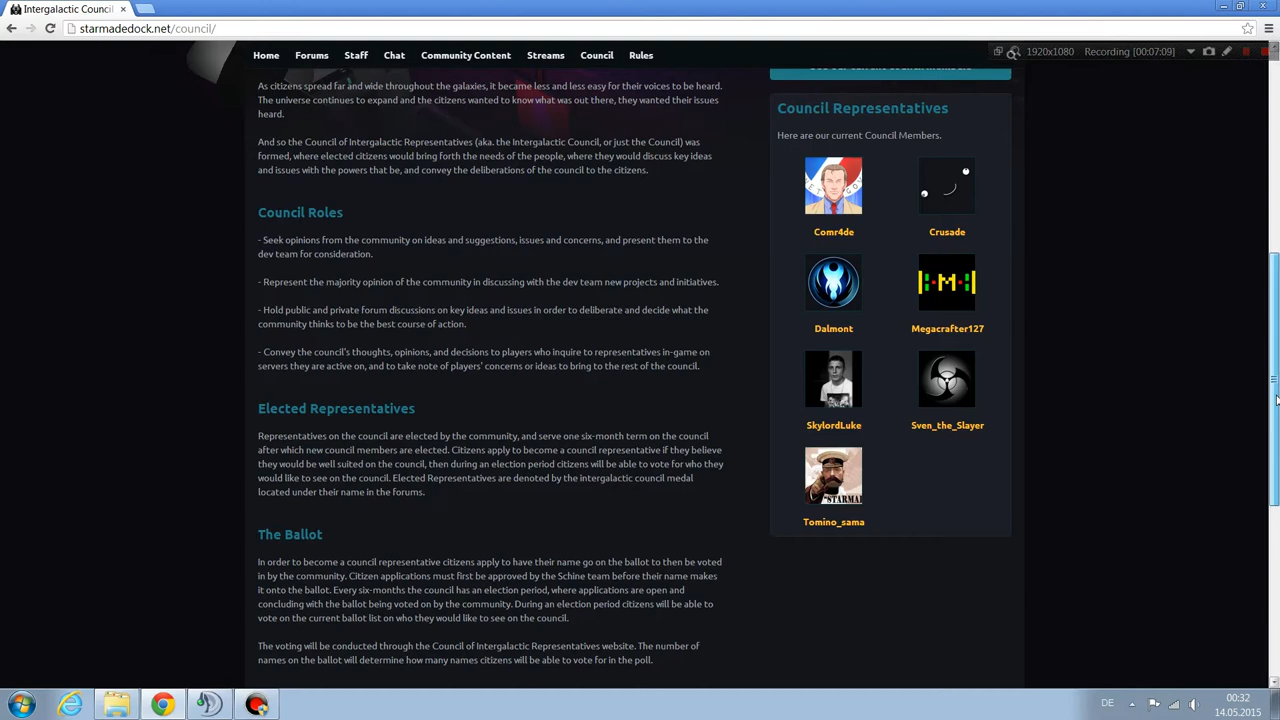 Intergalactic Council
starmadedock.net/council/
Home Forums Staff Chat Community Content Streams Council Rules
1920x1080 Recording [00:07:09]
As citizens spread far and wide throughout the galaxies, it became less and less easy for their voices to be heard.
The universe continues to expand and the citizens wanted to know what was out there, they wanted their issues
heard.
And so the Council of Intergalactic Representatives (aka. the Intergalactic Council, or just the Council) was
formed, where elected citizens would bring forth the needs of the people, where they would discuss key ideas
and issues with the powers that be, and convey the deliberations of the council to the citizens.
Council Roles
- Seek opinions from the community on ideas and suggestions, issues and concerns, and present them to the
dev team for consideration.
- Represent the majority opinion of the community in discussing with the dev team new projects and initiatives.
- Hold public and private forum discussions on key ideas and issues in order to deliberate and decide what the
community thinks to be the best course of action.
- Convey the council's thoughts, opinions, and decisions to players who inquire to representatives in-game on
servers they are active on, and to take note of players' concerns or ideas to bring to the rest of the council.
Elected Representatives
Representatives on the council are elected by the community, and serve one six-month term on the council
after which new council members are elected. Citizens apply to become a council representative if they believe
they would be well suited on the council, then during an election period citizens will be able to vote for who they
would like to see on the council. Elected Representatives are denoted by the intergalactic council medal
located under their name in the forums.
The Ballot
In order to become a council representative citizens apply to have their name go on the ballot to then be voted
in by the community. Citizen applications must first be approved by the Schine team before their name makes
it onto the ballot. Every six-months the council has an election period, where applications are open and
concluding with the ballot being voted on by the community. During an election period citizens will be able to
vote on the current ballot list on who they would like to see on the council.
The voting will be conducted through the Council of Intergalactic Representatives website. The number of
names on the ballot will determine how many names citizens will be able to vote for in the poll.
Council Representatives
Here are our current Council Members.
Comr4de Crusade
Dalmont Megacrafter127
SkylordLuke Sven_the_Slayer
Tomino_sama
DE
00:32
14.05.2015